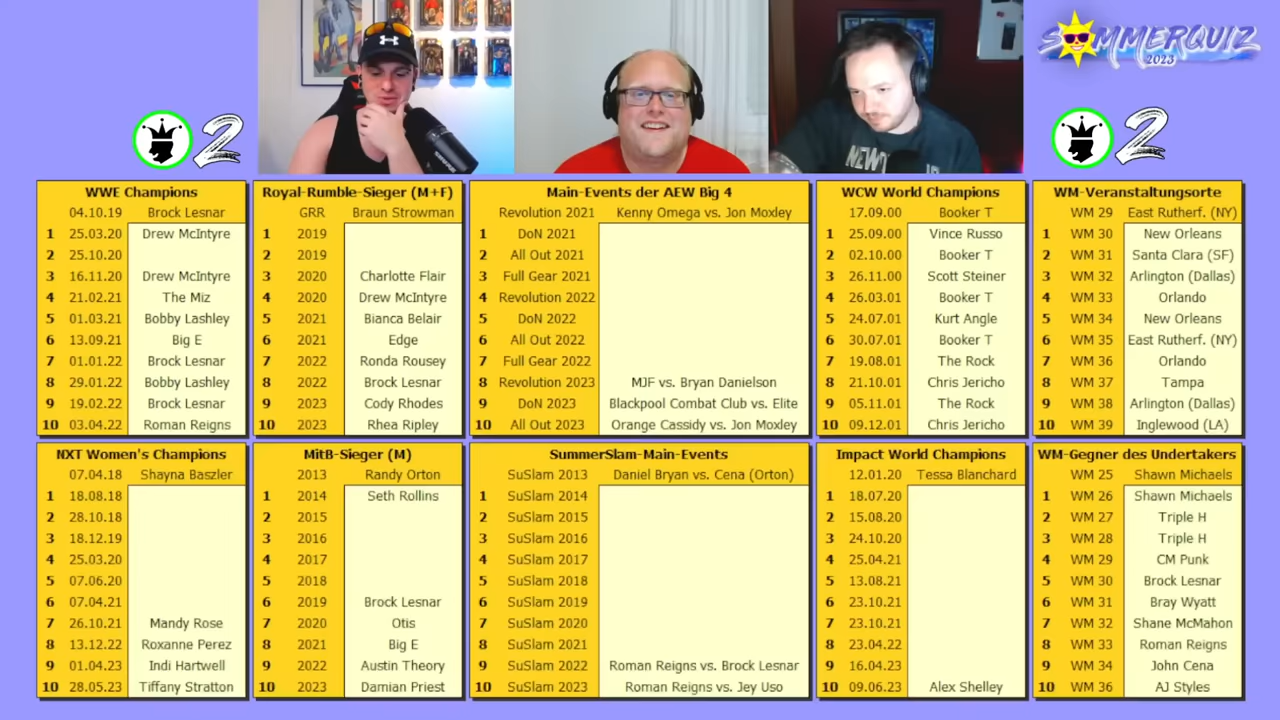 SOMMERQUIZ
2023
2
2
NEW
WWE Champions
04.10.19 Brock Lesnar
1 25.03.20 Drew McIntyre
2 25.10.20
3 16.11.20 Drew McIntyre
4 21.02.21 The Miz
5 01.03.21 Bobby Lashley
6 13.09.21 Big E
7 01.01.22 Brock Lesnar
8 29.01.22 Bobby Lashley
9 19.02.22 Brock Lesnar
10 03.04.22 Roman Reigns
Royal-Rumble-Sieger (M+F)
GRR Braun Strowman
1 2019
2 2019
3 2020 Charlotte Flair
4 2020 Drew McIntyre
5 2021 Bianca Belair
6 2021 Edge
7 2022 Ronda Rousey
8 2022 Brock Lesnar
9 2023 Cody Rhodes
10 2023 Rhea Ripley
Main-Events der AEW Big 4
Revolution 2021 Kenny Omega vs. Jon Moxley
1 DoN 2021
2 All Out 2021
3 Full Gear 2021
4 Revolution 2022
5 DoN 2022
6 All Out 2022
7 Full Gear 2022
8 Revolution 2023 MJF vs. Bryan Danielson
9 DoN 2023 Blackpool Combat Club vs. Elite
10 All Out 2023 Orange Cassidy vs. Jon Moxley
WCW World Champions
17.09.00 Booker T
1 25.09.00 Vince Russo
2 02.10.00 Booker T
3 26.11.00 Scott Steiner
4 26.03.01 Booker T
5 24.07.01 Kurt Angle
6 30.07.01 Booker T
7 19.08.01 The Rock
8 21.10.01 Chris Jericho
9 05.11.01 The Rock
10 09.12.01 Chris Jericho
WM-Veranstaltungsorte
WM 29 East Rutherf. (NY)
1 WM 30 New Orleans
2 WM 31 Santa Clara (SF)
3 WM 32 Arlington (Dallas)
4 WM 33 Orlando
5 WM 34 New Orleans
6 WM 35 East Rutherf. (NY)
7 WM 36 Orlando
8 WM 37 Tampa
9 WM 38 Arlington (Dallas)
10 WM 39 Inglewood (LA)
NXT Women's Champions
07.04.18 Shayna Baszler
1 18.08.18
2 28.10.18
3 18.12.19
4 25.03.20
5 07.06.20
6 07.04.21
7 26.10.21 Mandy Rose
8 13.12.22 Roxanne Perez
9 01.04.23 Indi Hartwell
10 28.05.23 Tiffany Stratton
MitB-Sieger (M)
2013 Randy Orton
1 2014 Seth Rollins
2 2015
3 2016
4 2017
5 2018
6 2019 Brock Lesnar
7 2020 Otis
8 2021 Big E
9 2022 Austin Theory
10 2023 Damian Priest
SummerSlam-Main-Events
SuSlam 2013 Daniel Bryan vs. Cena (Orton)
1 SuSlam 2014
2 SuSlam 2015
3 SuSlam 2016
4 SuSlam 2017
5 SuSlam 2018
6 SuSlam 2019
7 SuSlam 2020
8 SuSlam 2021
9 SuSlam 2022 Roman Reigns vs. Brock Lesnar
10 SuSlam 2023 Roman Reigns vs. Jey Uso
Impact World Champions
12.01.20 Tessa Blanchard
1 18.07.20
2 15.08.20
3 24.10.20
4 25.04.21
5 13.08.21
6 23.10.21
7 23.10.21
8 23.04.22
9 16.04.23
10 09.06.23 Alex Shelley
WM-Gegner des Undertakers
WM 25 Shawn Michaels
1 WM 26 Shawn Michaels
2 WM 27 Triple H
3 WM 28 Triple H
4 WM 29 CM Punk
5 WM 30 Brock Lesnar
6 WM 31 Bray Wyatt
7 WM 32 Shane McMahon
8 WM 33 Roman Reigns
9 WM 34 John Cena
10 WM 36 AJ Styles